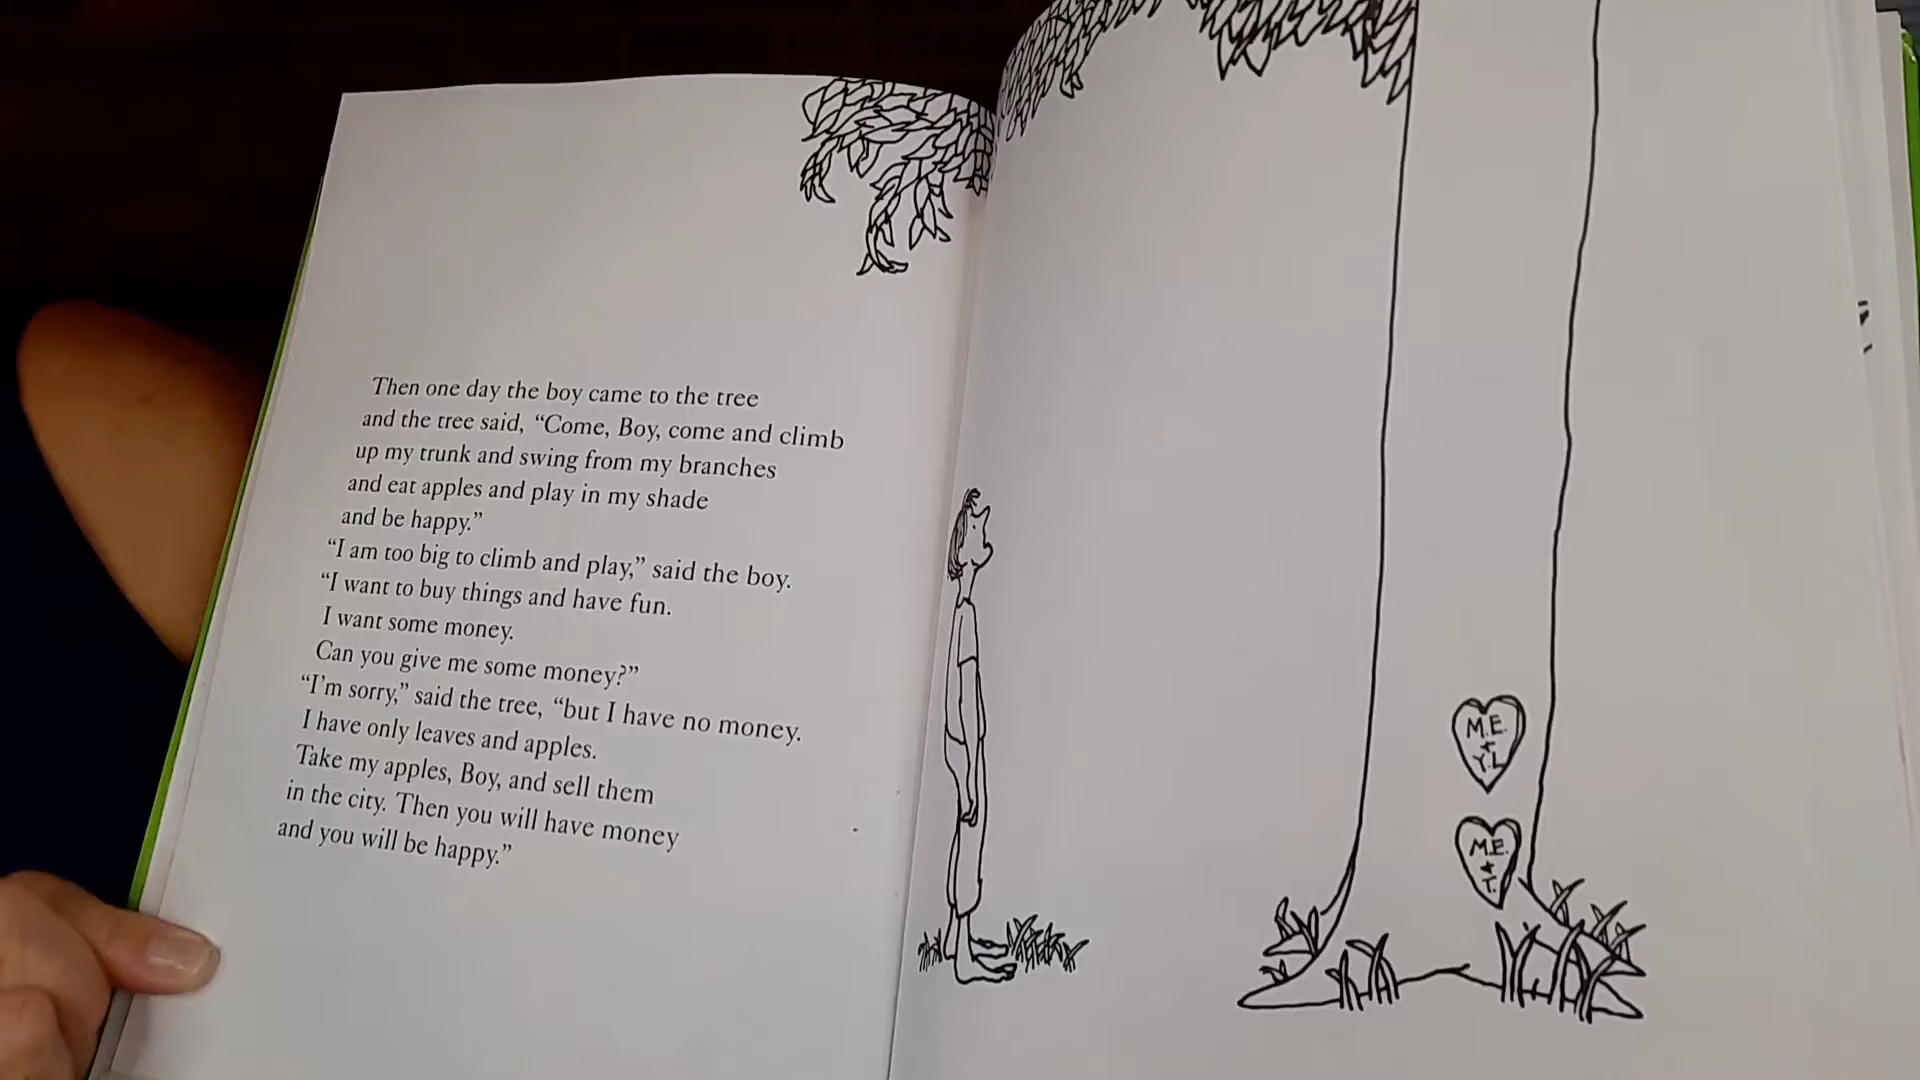 Then one day the boy came to the tree
and the tree said, “Come, Boy, come and climb
up my trunk and swing from my branches
and eat apples and play in my shade
and be happy.”
“I am too big to climb and play,” said the boy.
“I want to buy things and have fun.
I want some money.
Can you give me some money?”
“I’m sorry,” said the tree, “but I have no money.
I have only leaves and apples.
Take my apples, Boy, and sell them
in the city. Then you will have money
and you will be happy.”
M.E.
+
Y.L
M.E.
+
T.